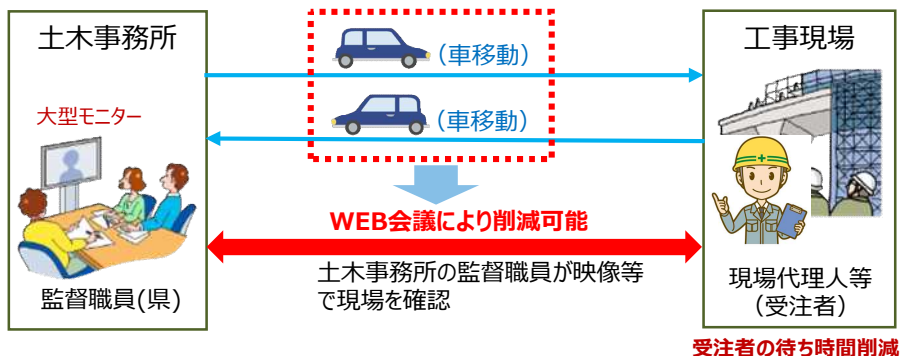 土木事務所
大型モニター
監督職員(県)
（車移動）
（車移動）
WEB会議により削減可能
土木事務所の監督職員が映像等
で現場を確認
工事現場
現場代理人等
（受注者）
受注者の待ち時間削減